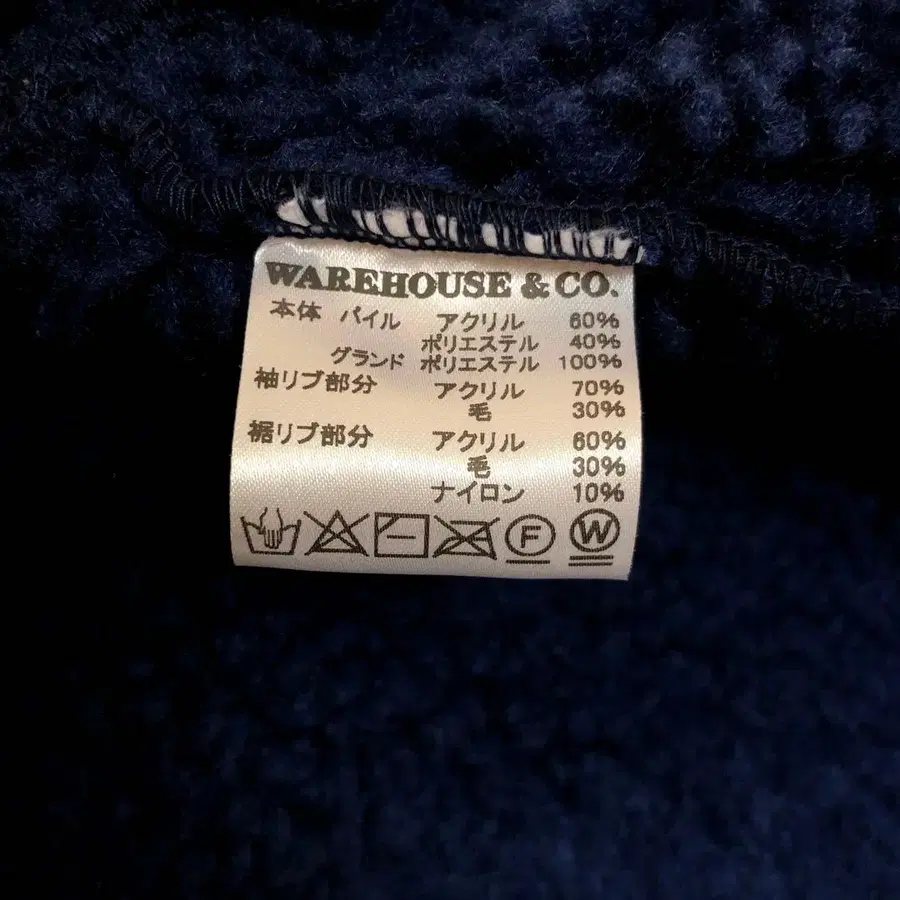 WAREHOUSE & CO.
本体 パイル アクリル 60%
ポリエステル 40%
グランド ポリエステル 100%
袖リブ部分 アクリル 70%
毛 30%
裾リブ部分 アクリル 60%
毛 30%
ナイロン 10%
F W